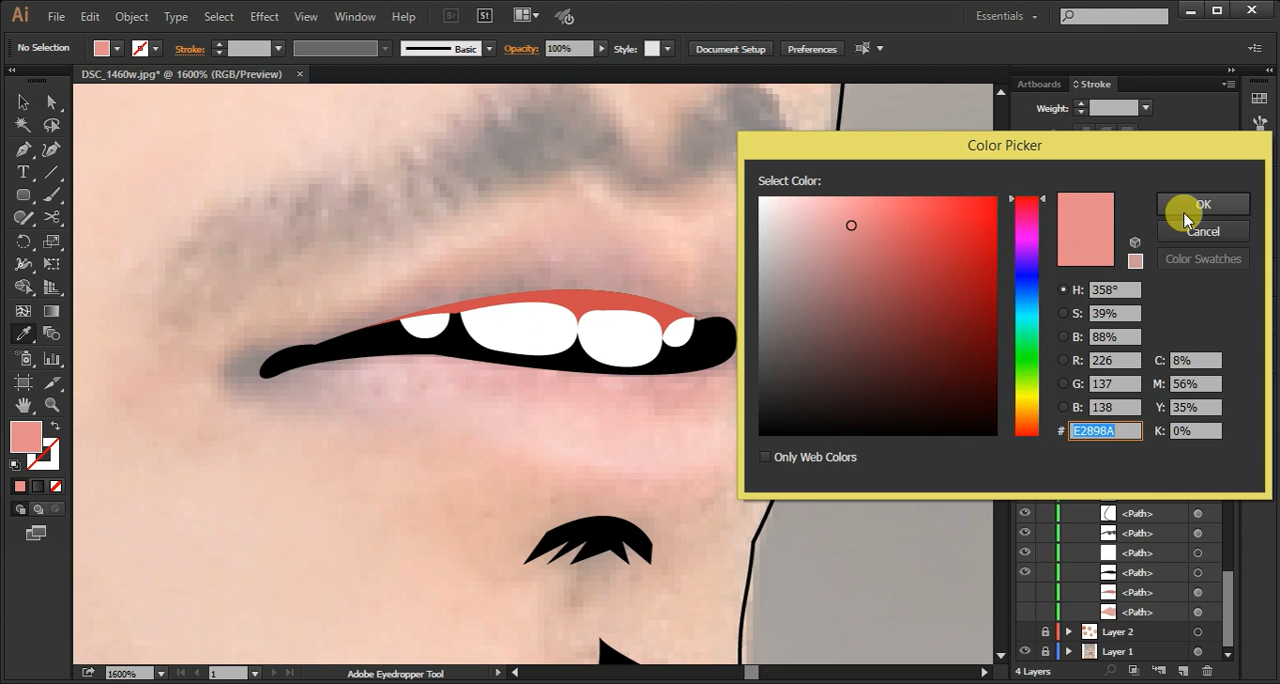 Ai File Edit Object Type Select Effect View Window Help Br St Essentials
No Selection Stroke: Basic Opacity: 100% Style: Document Setup Preferences
DSC_1460w.jpg* @ 1600% (RGB/Preview) ×
Artboards Stroke
Weight:
Color Picker
Select Color:
OK
Cancel
Color Swatches
H: 358°
S: 39%
B: 88%
R: 226 C: 8%
G: 137 M: 56%
B: 138 Y: 35%
# E2898A K: 0%
Only Web Colors
<Path>
<Path>
<Path>
<Path>
<Path>
<Path>
Layer 2
Layer 1
1600% 1 Adobe Eyedropper Tool 4 Layers